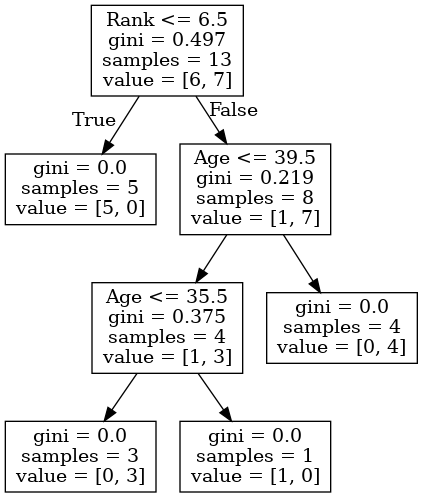 Rank <= 6.5
gini = 0.497
samples = 13
value = [6, 7]
True
False
gini = 0.0
samples = 5
value = [5, 0]
Age <= 39.5
gini = 0.219
samples = 8
value = [1, 7]
Age <= 35.5
gini = 0.375
samples = 4
value = [1, 3]
gini = 0.0
samples = 4
value = [0, 4]
gini = 0.0
samples = 3
value = [0, 3]
gini = 0.0
samples = 1
value = [1, 0]